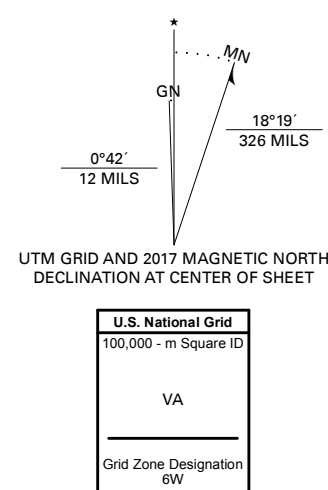 MN
GN
18°19´
326 MILS
0°42´
12 MILS
UTM GRID AND 2017 MAGNETIC NORTH
DECLINATION AT CENTER OF SHEET
U.S. National Grid
100,000 - m Square ID
VA
Grid Zone Designation
6W